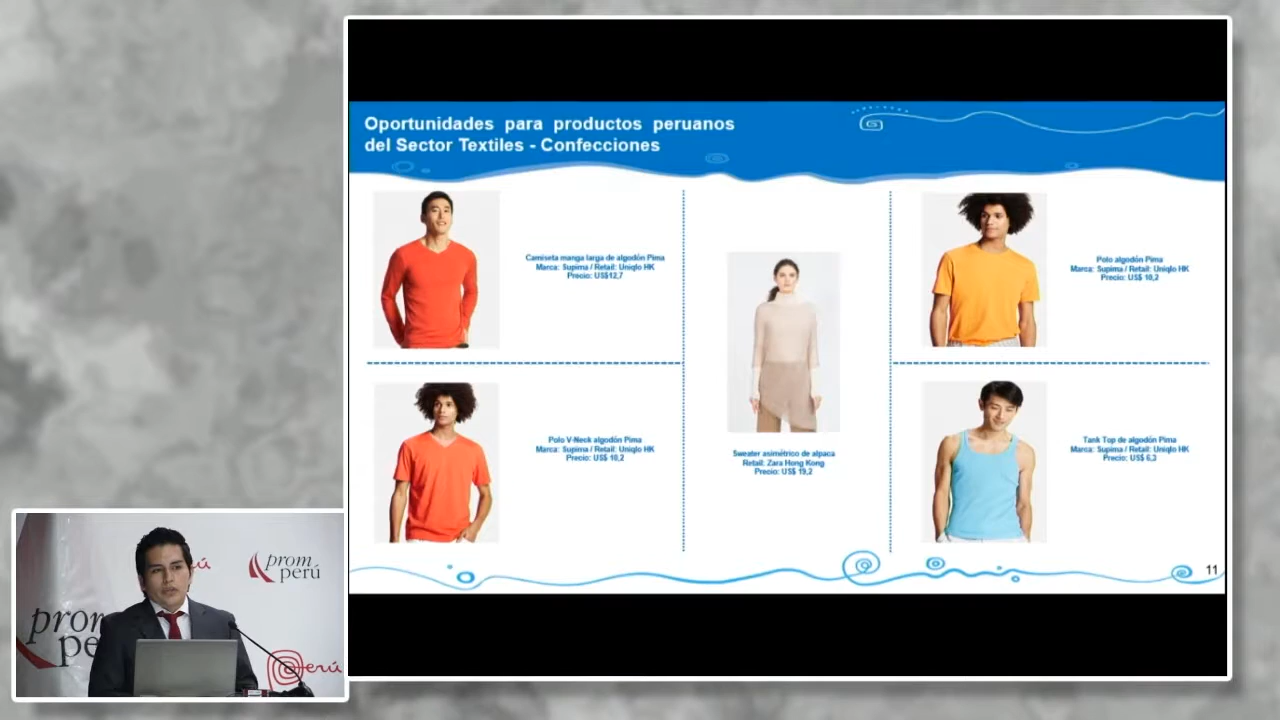 Oportunidades para productos peruanos
del Sector Textiles - Confecciones
Camiseta manga larga de algodón Pima
Marca: Supima / Retail: Uniqlo HK
Precio: US$12,7
Polo V-Neck algodón Pima
Marca: Supima / Retail: Uniqlo HK
Precio: US$ 10,2
Sweater asimétrico de alpaca
Retail: Zara Hong Kong
Precio: US$ 19,2
Polo algodón Pima
Marca: Supima / Retail: Uniqlo HK
Precio: US$ 10,2
Tank Top de algodón Pima
Marca: Supima / Retail: Uniqlo HK
Precio: US$ 6,3
11
prom
perú
Perú